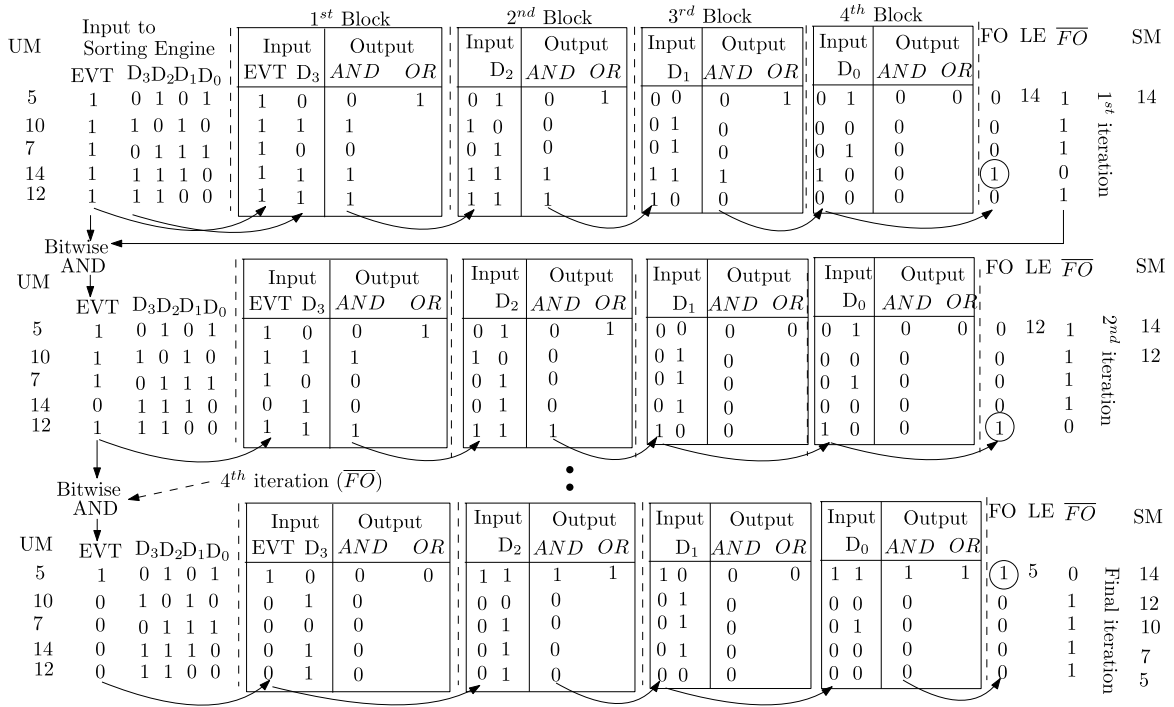 Input to 1st Block 2nd Block 3rd Block 4th Block
UM Sorting Engine Input Output Input Output Input Output Input Output FO LE FO SM
EVT D3D2D1D0 EVT D3 AND OR D2 AND OR D1 AND OR D0 AND OR
5 1 0 1 0 1 1 0 0 1 0 1 0 1 0 0 0 1 0 1 0 0 0 14 1 14
10 1 1 0 1 0 1 1 1 1 0 0 0 1 0 0 0 0 0 1
7 1 0 1 1 1 1 0 0 0 1 0 0 1 0 0 1 0 0 1
14 1 1 1 1 0 1 1 1 1 1 1 1 1 1 1 0 0 1 0
12 1 1 1 0 0 1 1 1 1 1 1 1 0 0 0 0 0 0 1
1st iteration
Bitwise
AND
UM Input Output Input Output Input Output Input Output FO LE FO SM
EVT D3D2D1D0 EVT D3 AND OR D2 AND OR D1 AND OR D0 AND OR
5 1 0 1 0 1 1 0 0 1 0 1 0 1 0 0 0 0 0 1 0 0 0 12 1 14
10 1 1 0 1 0 1 1 1 1 0 0 0 1 0 0 0 0 0 1 12
7 1 0 1 1 1 1 0 0 0 1 0 0 1 0 0 1 0 0 1
14 0 1 1 1 0 0 1 0 0 1 0 0 1 0 0 0 0 0 1
12 1 1 1 0 0 1 1 1 1 1 1 1 0 0 1 0 0 1 0
2nd iteration
4th iteration (FO)
Bitwise
AND
UM Input Output Input Output Input Output Input Output FO LE FO SM
EVT D3D2D1D0 EVT D3 AND OR D2 AND OR D1 AND OR D0 AND OR
5 1 0 1 0 1 1 0 0 0 1 1 1 1 1 0 0 0 1 1 1 1 1 5 0 14
10 0 1 0 1 0 0 1 0 0 0 0 0 1 0 0 0 0 0 1 12
7 0 0 1 1 1 0 0 0 0 1 0 0 1 0 0 1 0 0 1 10
14 0 1 1 1 0 0 1 0 0 1 0 0 1 0 0 0 0 0 1 7
12 0 1 1 0 0 0 1 0 0 1 0 0 0 0 0 0 0 0 1 5
Final iteration